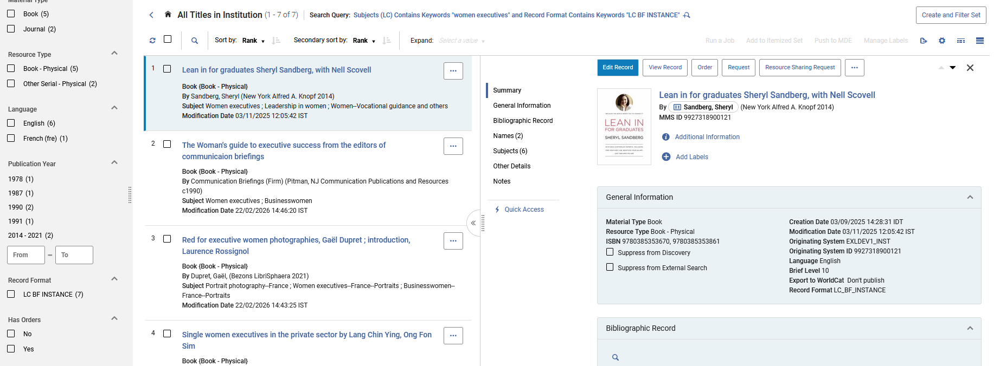 Material Type
Book (5)
Journal (2)
Resource Type
Book - Physical (5)
Other Serial - Physical (2)
Language
English (6)
French (fre) (1)
Publication Year
1978 (1)
1987 (1)
1990 (2)
1991 (1)
2014 - 2021 (2)
From – To
Record Format
LC BF INSTANCE (7)
Has Orders
No
Yes
All Titles in Institution (1 - 7 of 7) Search Query: Subjects (LC) Contains Keywords "women executives" and Record Format Contains Keywords "LC BF INSTANCE"
Create and Filter Set
Sort by: Rank Secondary sort by: Rank Expand: Select a value
Run a Job Add to Itemized Set Push to MDE Manage Labels
1 Lean in for graduates Sheryl Sandberg, with Nell Scovell
Book {Book - Physical}
By Sandberg, Sheryl (New York Alfred A. Knopf 2014)
Subject Women executives ; Leadership in women ; Women--Vocational guidance and others
Modification Date 03/11/2025 12:05:42 IST
2 The Woman's guide to executive success from the editors of
communicaion briefings
Book {Book - Physical}
By Communication Briefings (Firm) (Pitman, NJ Communication Publications and Resources
c1990)
Subject Women executives ; Businesswomen
Modification Date 22/02/2026 14:46:20 IST
3 Red for executive women photographies, Gaël Dupret ; introduction,
Laurence Rossignol
Book {Book - Physical}
By Dupret, Gaël, (Bezons LibriSphaera 2021)
Subject Portrait photography--France ; Women executives--France--Portraits ; Businesswomen--
France--Portraits
Modification Date 22/02/2026 14:43:25 IST
4 Single women executives in the private sector by Lang Chin Ying, Ong Fon
Sim
Book {Book - Physical}
Summary
General Information
Bibliographic Record
Names (2)
Subjects (6)
Other Details
Notes
Quick Access
Edit Record View Record Order Request Resource Sharing Request
LEAN IN
FOR GRADUATES
SHERYL SANDBERG
Lean in for graduates Sheryl Sandberg, with Nell Scovell
By Sandberg, Sheryl (New York Alfred A. Knopf 2014)
MMS ID 9927318900121
Additional Information
Add Labels
General Information
Material Type Book
Resource Type Book - Physical
ISBN 9780385353670, 9780385353861
Suppress from Discovery
Suppress from External Search
Creation Date 03/09/2025 14:28:31 IDT
Modification Date 03/11/2025 12:05:42 IST
Originating System EXLDEV1_INST
Originating System ID 9927318900121
Language English
Brief Level 10
Export to WorldCat Don't publish
Record Format LC_BF_INSTANCE
Bibliographic Record